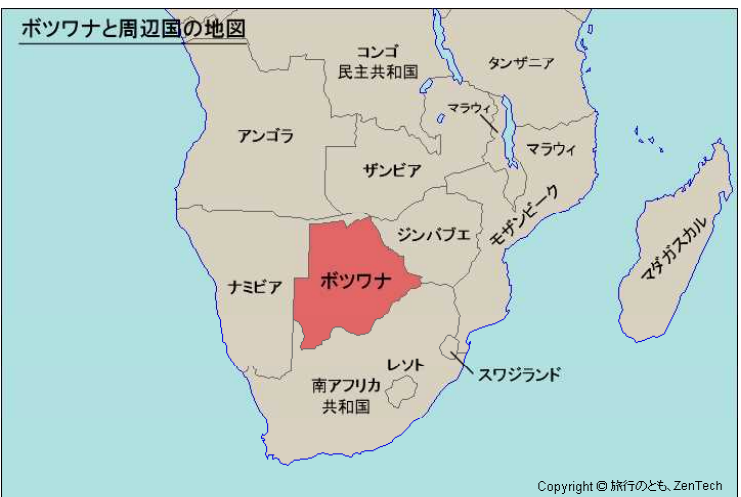 ボツワナと周辺国の地図
コンゴ
民主共和国
タンザニア
マラウィ
アンゴラ
マラウィ
ザンビア
モザンビーク
ジンバブエ
マダガスカル
ナミビア
ボツワナ
レソト
スワジランド
南アフリカ
共和国
Copyright © 旅行のとも、ZenTech